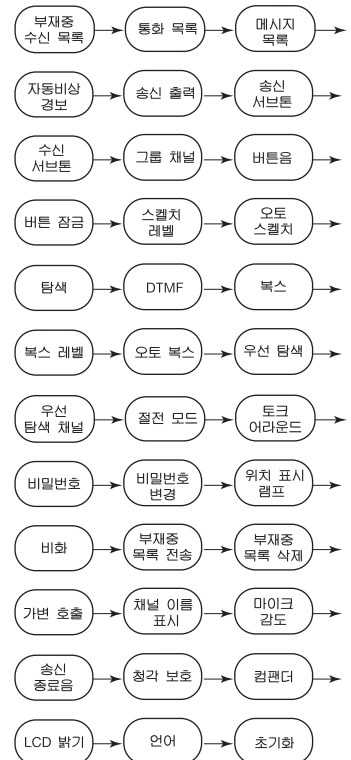 부재중
수신 목록
통화 목록
메시지
목록
자동비상
경보
송신 출력
송신
서브톤
수신
서브톤
그룹 채널
버튼음
버튼 잠금
스켈치
레벨
오토
스켈치
탐색
DTMF
복스
복스 레벨
오토 복스
우선 탐색
우선
탐색 채널
절전 모드
토크
어라운드
비밀번호
비밀번호
변경
위치 표시
램프
비화
부재중
목록 전송
부재중
목록 삭제
가변 호출
채널 이름
표시
마이크
감도
송신
종료음
청각 보호
컴팬더
LCD 밝기
언어
초기화